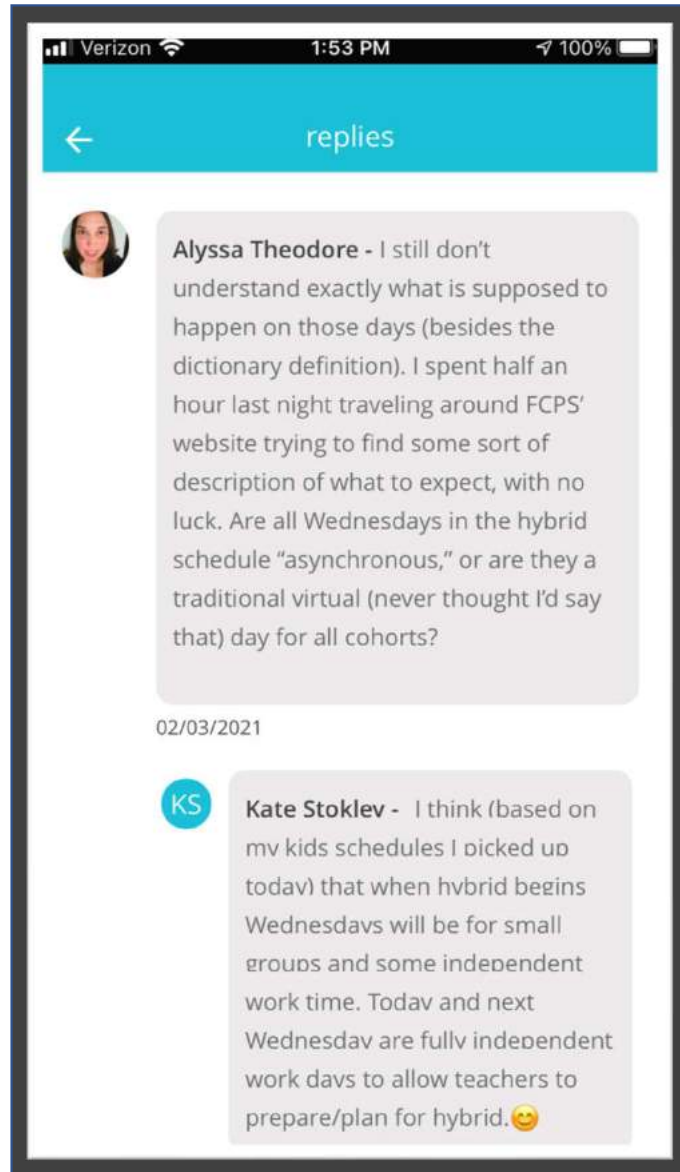 Verizon 1:53 PM 100%
replies
Alyssa Theodore - I still don't
understand exactly what is supposed to
happen on those days (besides the
dictionary definition). I spent half an
hour last night traveling around FCPS'
website trying to find some sort of
description of what to expect, with no
luck. Are all Wednesdays in the hybrid
schedule “asynchronous,” or are they a
traditional virtual (never thought I'd say
that) day for all cohorts?
02/03/2021
KS
Kate Stokley - I think (based on
my kids schedules I picked up
today) that when hybrid begins
Wednesdays will be for small
groups and some independent
work time. Today and next
Wednesday are fully independent
work days to allow teachers to
prepare/plan for hybrid.😊